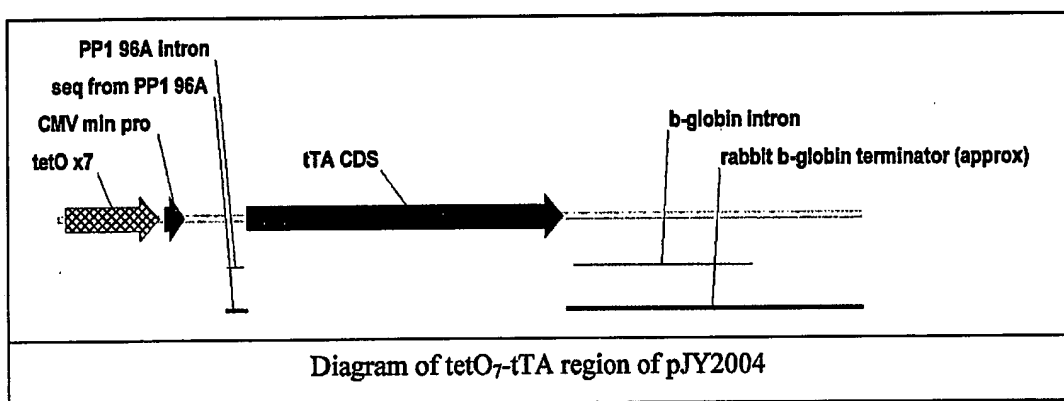 PP1 96A intron
seq from PP1 96A
CMV min pro
tetO x7
tTA CDS
b-globin intron
rabbit b-globin terminator (approx)
Diagram of tetO₇-tTA region of pJY2004